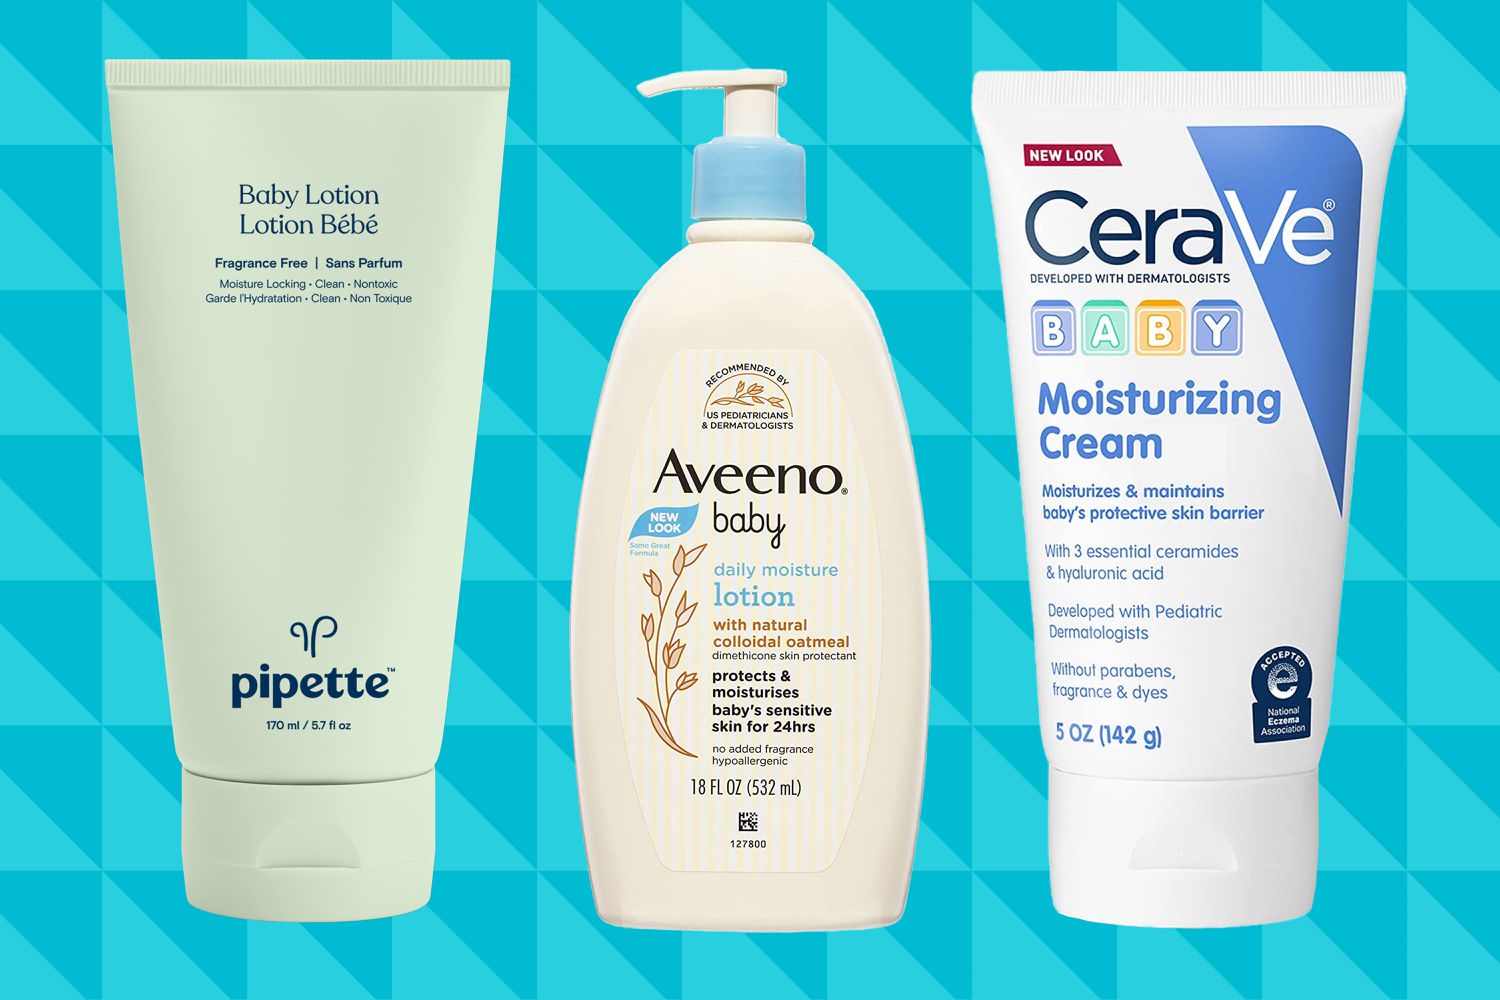 Baby Lotion
Lotion Bébé
Fragrance Free | Sans Parfum
Moisture Locking • Clean • Nontoxic
Garde l'Hydratation • Clean • Non Toxique
pipette™
170 ml / 5.7 fl oz
RECOMMENDED BY
US PEDIATRICIANS
& DERMATOLOGISTS
Aveeno®
baby
NEW
LOOK
Same Great
Formula
daily moisture
lotion
with natural
colloidal oatmeal
dimethicone skin protectant
protects &
moisturises
baby's sensitive
skin for 24hrs
no added fragrance
hypoallergenic
18 FL OZ (532 mL)
127800
NEW LOOK
CeraVe®
DEVELOPED WITH DERMATOLOGISTS
BABY
Moisturizing
Cream
Moisturizes & maintains
baby's protective skin barrier
With 3 essential ceramides
& hyaluronic acid
Developed with Pediatric
Dermatologists
Without parabens,
fragrance & dyes
5 OZ (142 g)
ACCEPTED
e
National
Eczema
Association